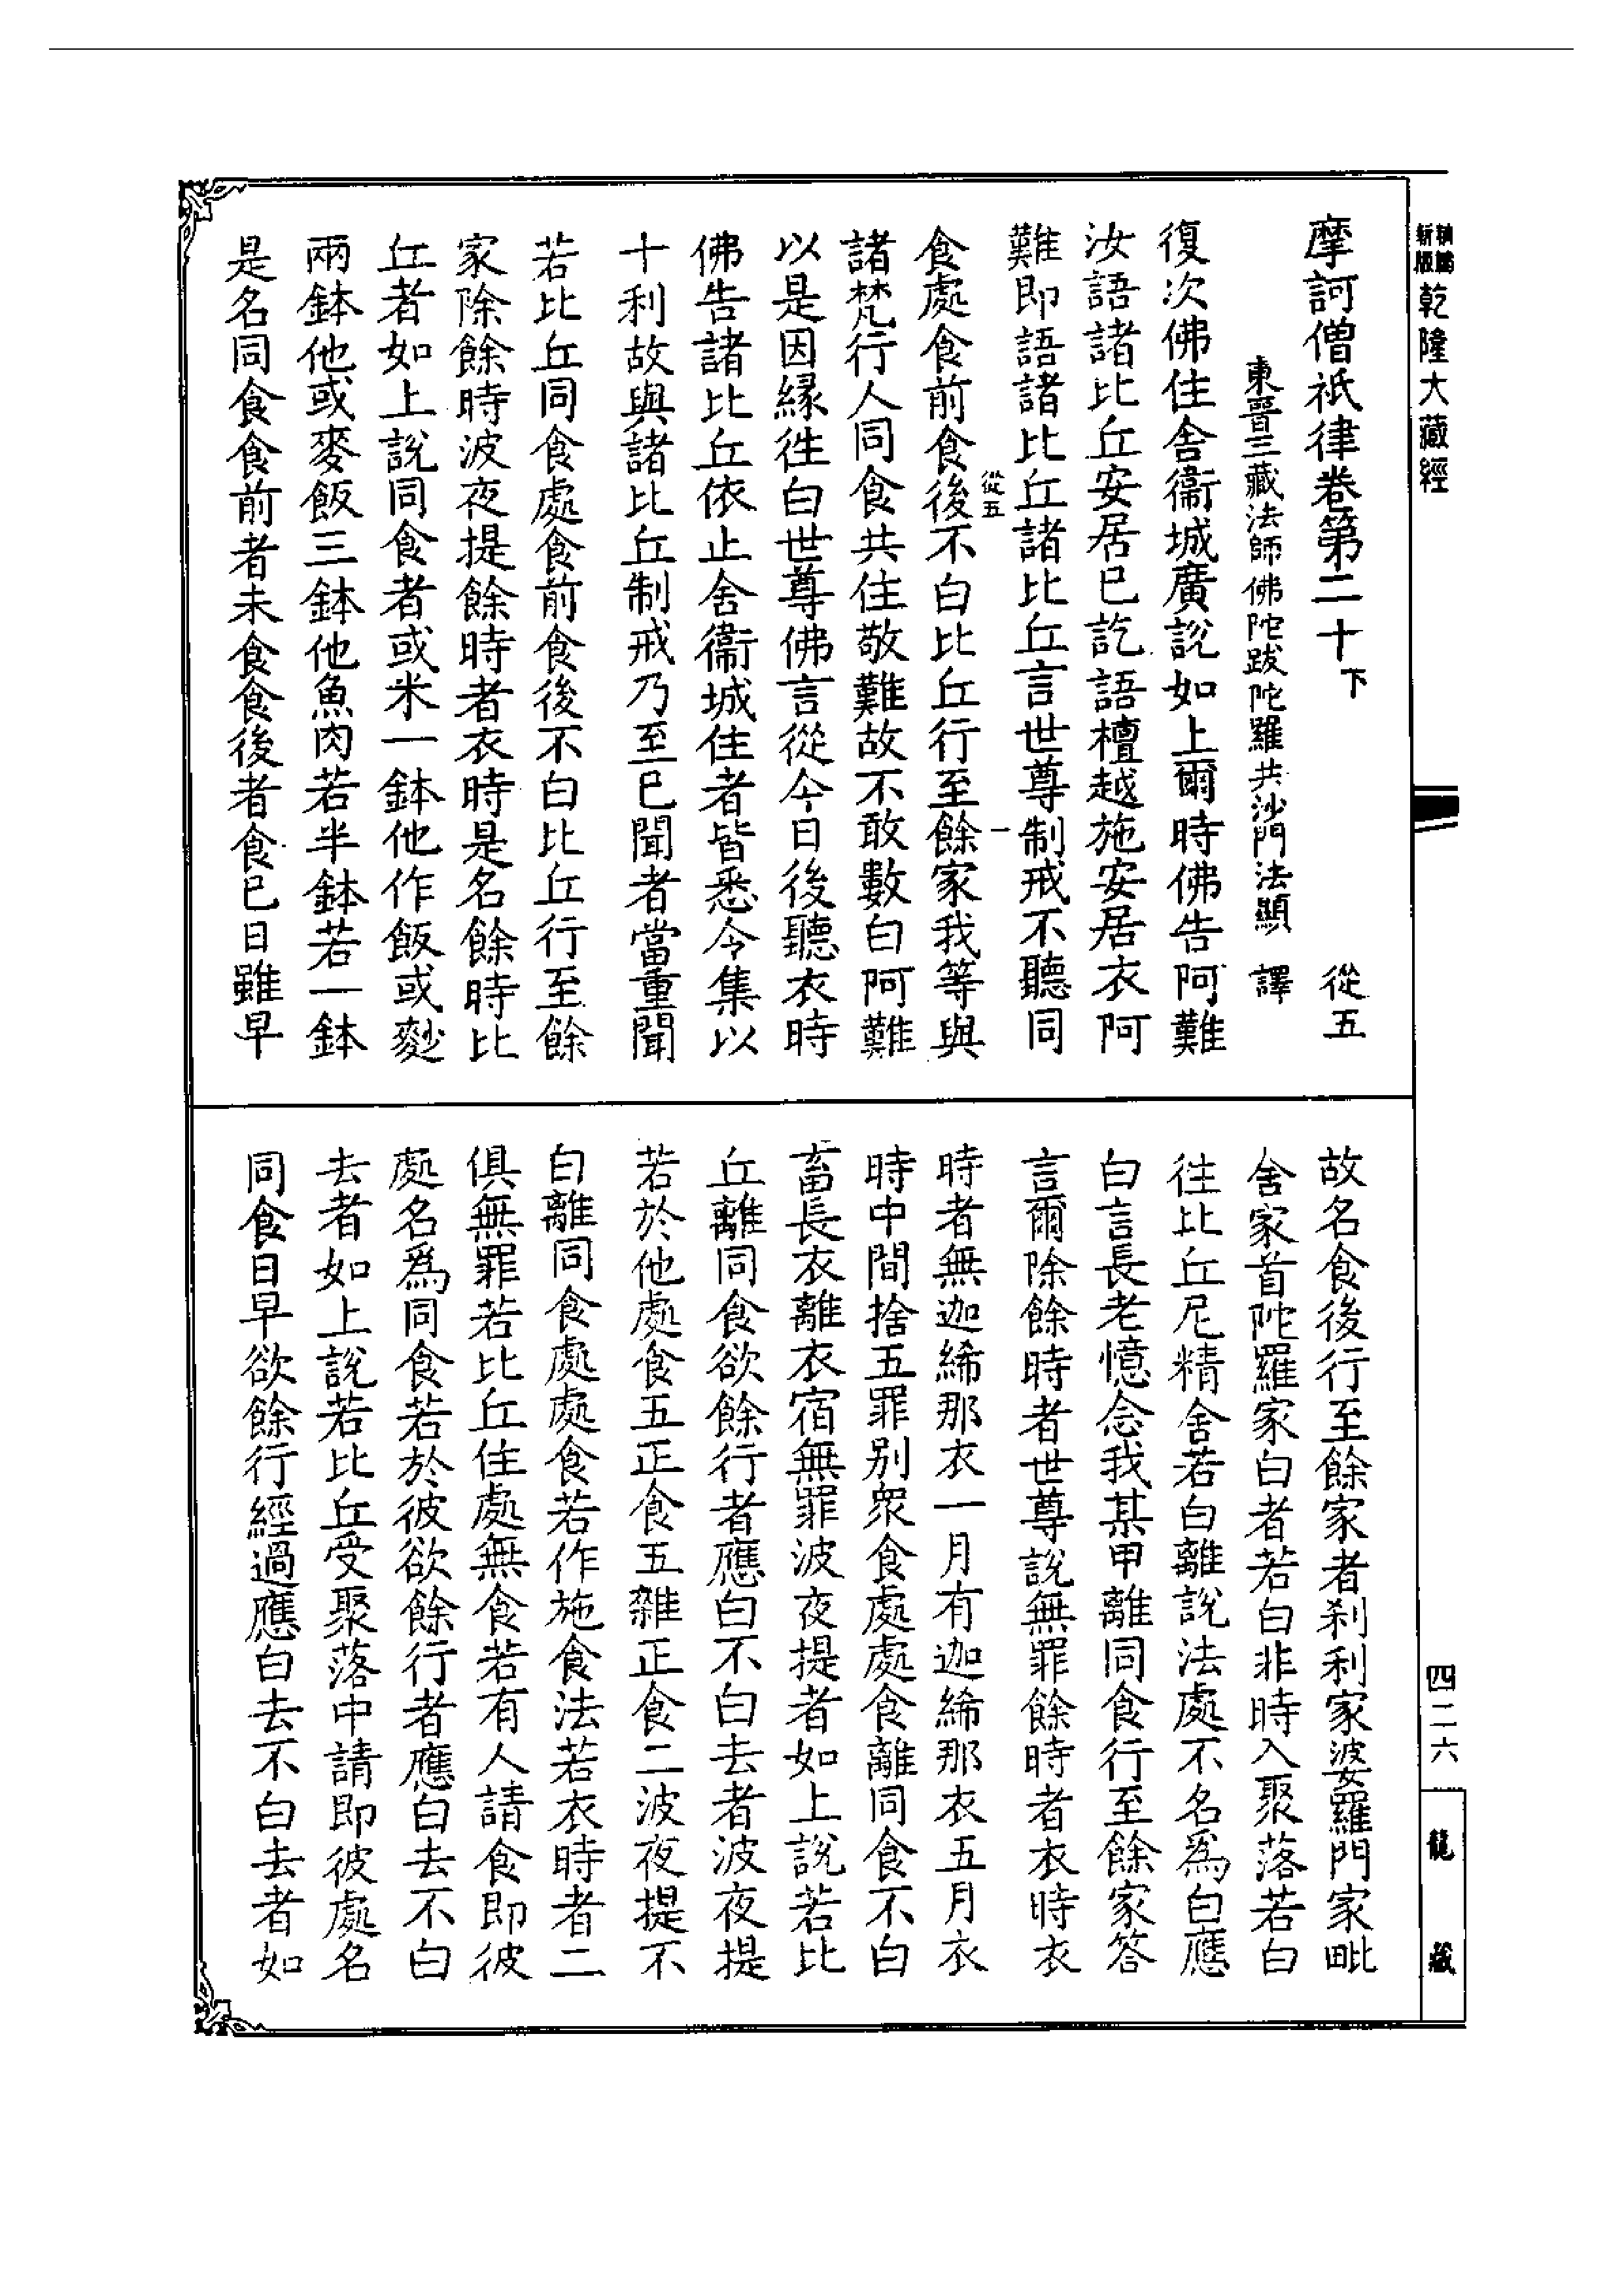 新版
乾隆大藏經
摩訶僧祇律卷第二十下 從五
東晉三藏法師佛陀跋陀羅共沙門法顯 譯
復次佛住舍衞城廣說如上爾時佛告阿難
汝語諸比丘安居已訖語檀越施安居衣阿
難即語諸比丘諸比丘言世尊制戒不聽同
從五 一
食處食前食後不白比丘行至餘家我等與
諸梵行人同食共住敬難故不敢數白阿難
以是因緣往白世尊佛言從今日後聽衣時
佛告諸比丘依止舍衞城住者皆悉令集以
十利故與諸比丘制戒乃至已聞者當重聞
若比丘同食處食前食後不白比丘行至餘
家除餘時波夜提餘時者衣時是名餘時比
丘者如上說同食者或米一鉢他作飯或麨
兩鉢他或麥飯三鉢他魚肉若半鉢若一鉢
是名同食食前者未食食後者食已日雖早
故名食後行至餘家者刹利家婆羅門家毗
舍家首陀羅家白者若白非時入聚落若白
往比丘尼精舍若白離說法處不名爲白應
白言長老憶念我某甲離同食行至餘家答
言爾除餘時者世尊說無罪餘時者衣時衣
時者無迦絺那衣一月有迦絺那衣五月衣
時中間捨五罪別衆食處處食離同食不白
畜長衣離衣宿無罪波夜提者如上說若比
丘離同食欲餘行者應白不白去者波夜提
若於他處食五正食五雜正食二波夜提不
白離同食處處食若作施食法若衣時者二
俱無罪若比丘住處無食若有人請食即彼
處名爲同食若於彼欲餘行者應白去不白
去者如上說若比丘受聚落中請即彼處名
同食日早欲餘行經過應白去不白去者如
四二六
龍藏